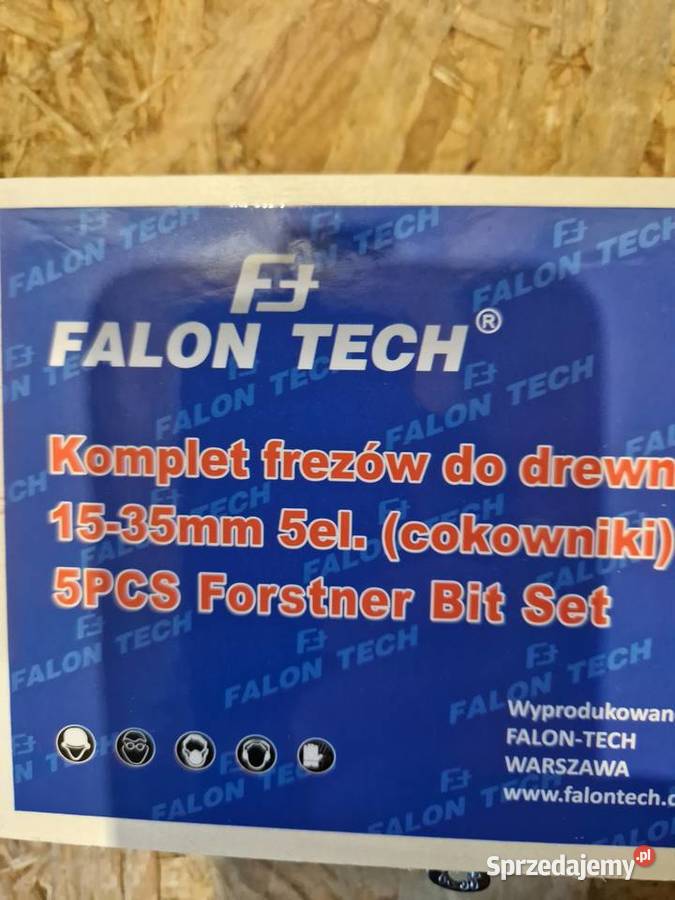 FALON TECH®
Komplet frezów do drewn
15-35mm 5el. (cokowniki)
5PCS Forstner Bit Set
Wyprodukowan
FALON-TECH
WARSZAWA
www.falontech.
Sprzedajemy.pl